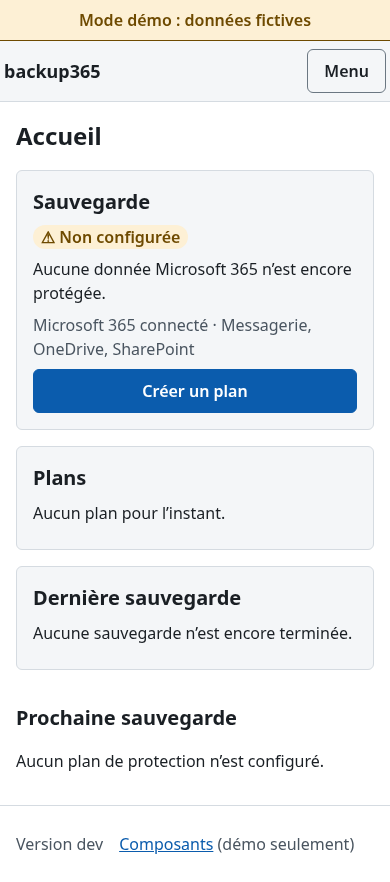 Mode démo : données fictives
backup365
Menu
Accueil
Sauvegarde
⚠ Non configurée
Aucune donnée Microsoft 365 n’est encore
protégée.
Microsoft 365 connecté · Messagerie,
OneDrive, SharePoint
Créer un plan
Plans
Aucun plan pour l’instant.
Dernière sauvegarde
Aucune sauvegarde n’est encore terminée.
Prochaine sauvegarde
Aucun plan de protection n’est configuré.
Version dev Composants (démo seulement)